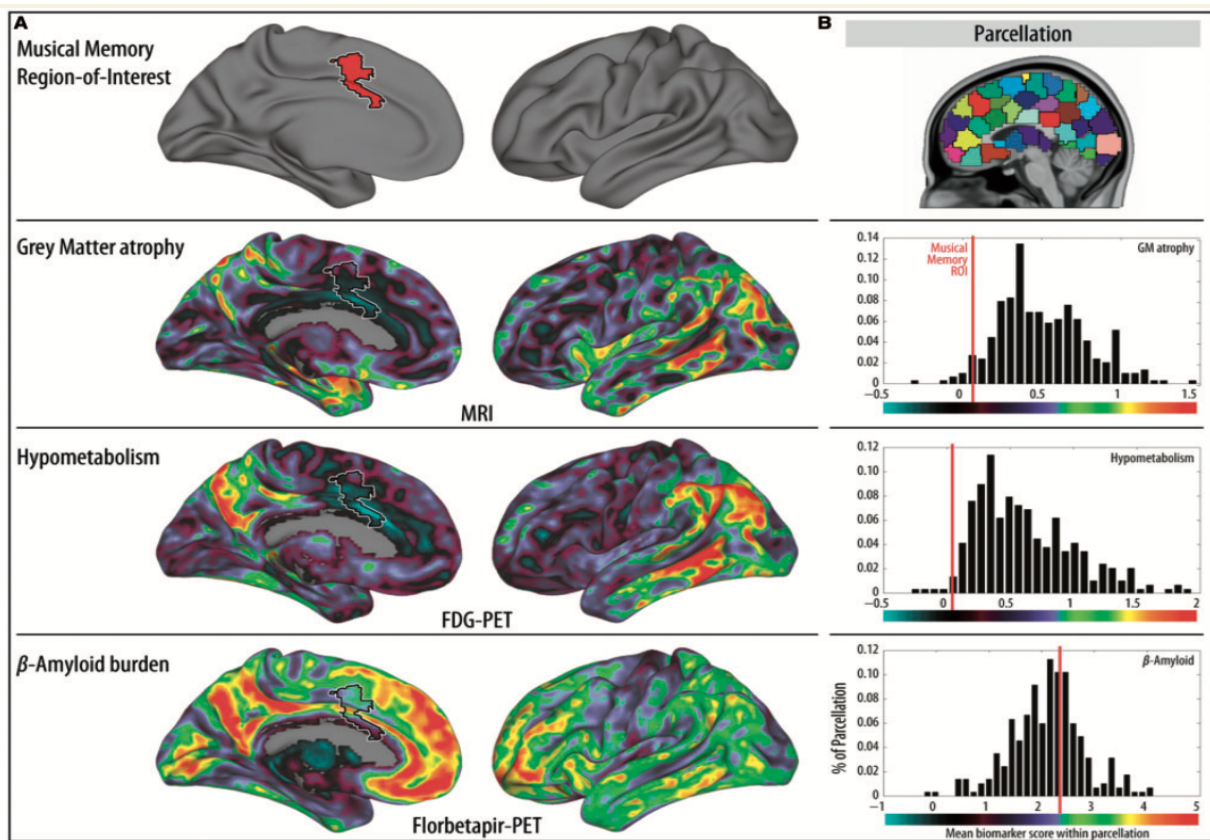 A
Musical Memory
Region-of-Interest
Grey Matter atrophy
MRI
Hypometabolism
FDG-PET
β-Amyloid burden
Florbetapir-PET
B
Parcellation
0.14
0.12
0.10
0.08
0.06
0.04
0.02
0
Musical
Memory
ROI
GM atrophy
−0.5 0 0.5 1 1.5
0.12
0.10
0.08
0.06
0.04
0.02
0
Hypometabolism
−0.5 0 0.5 1 1.5 2
% of Parcellation
0.12
0.10
0.08
0.06
0.04
0.02
0
β-Amyloid
−1 0 1 2 3 4 5
Mean biomarker score within parcellation